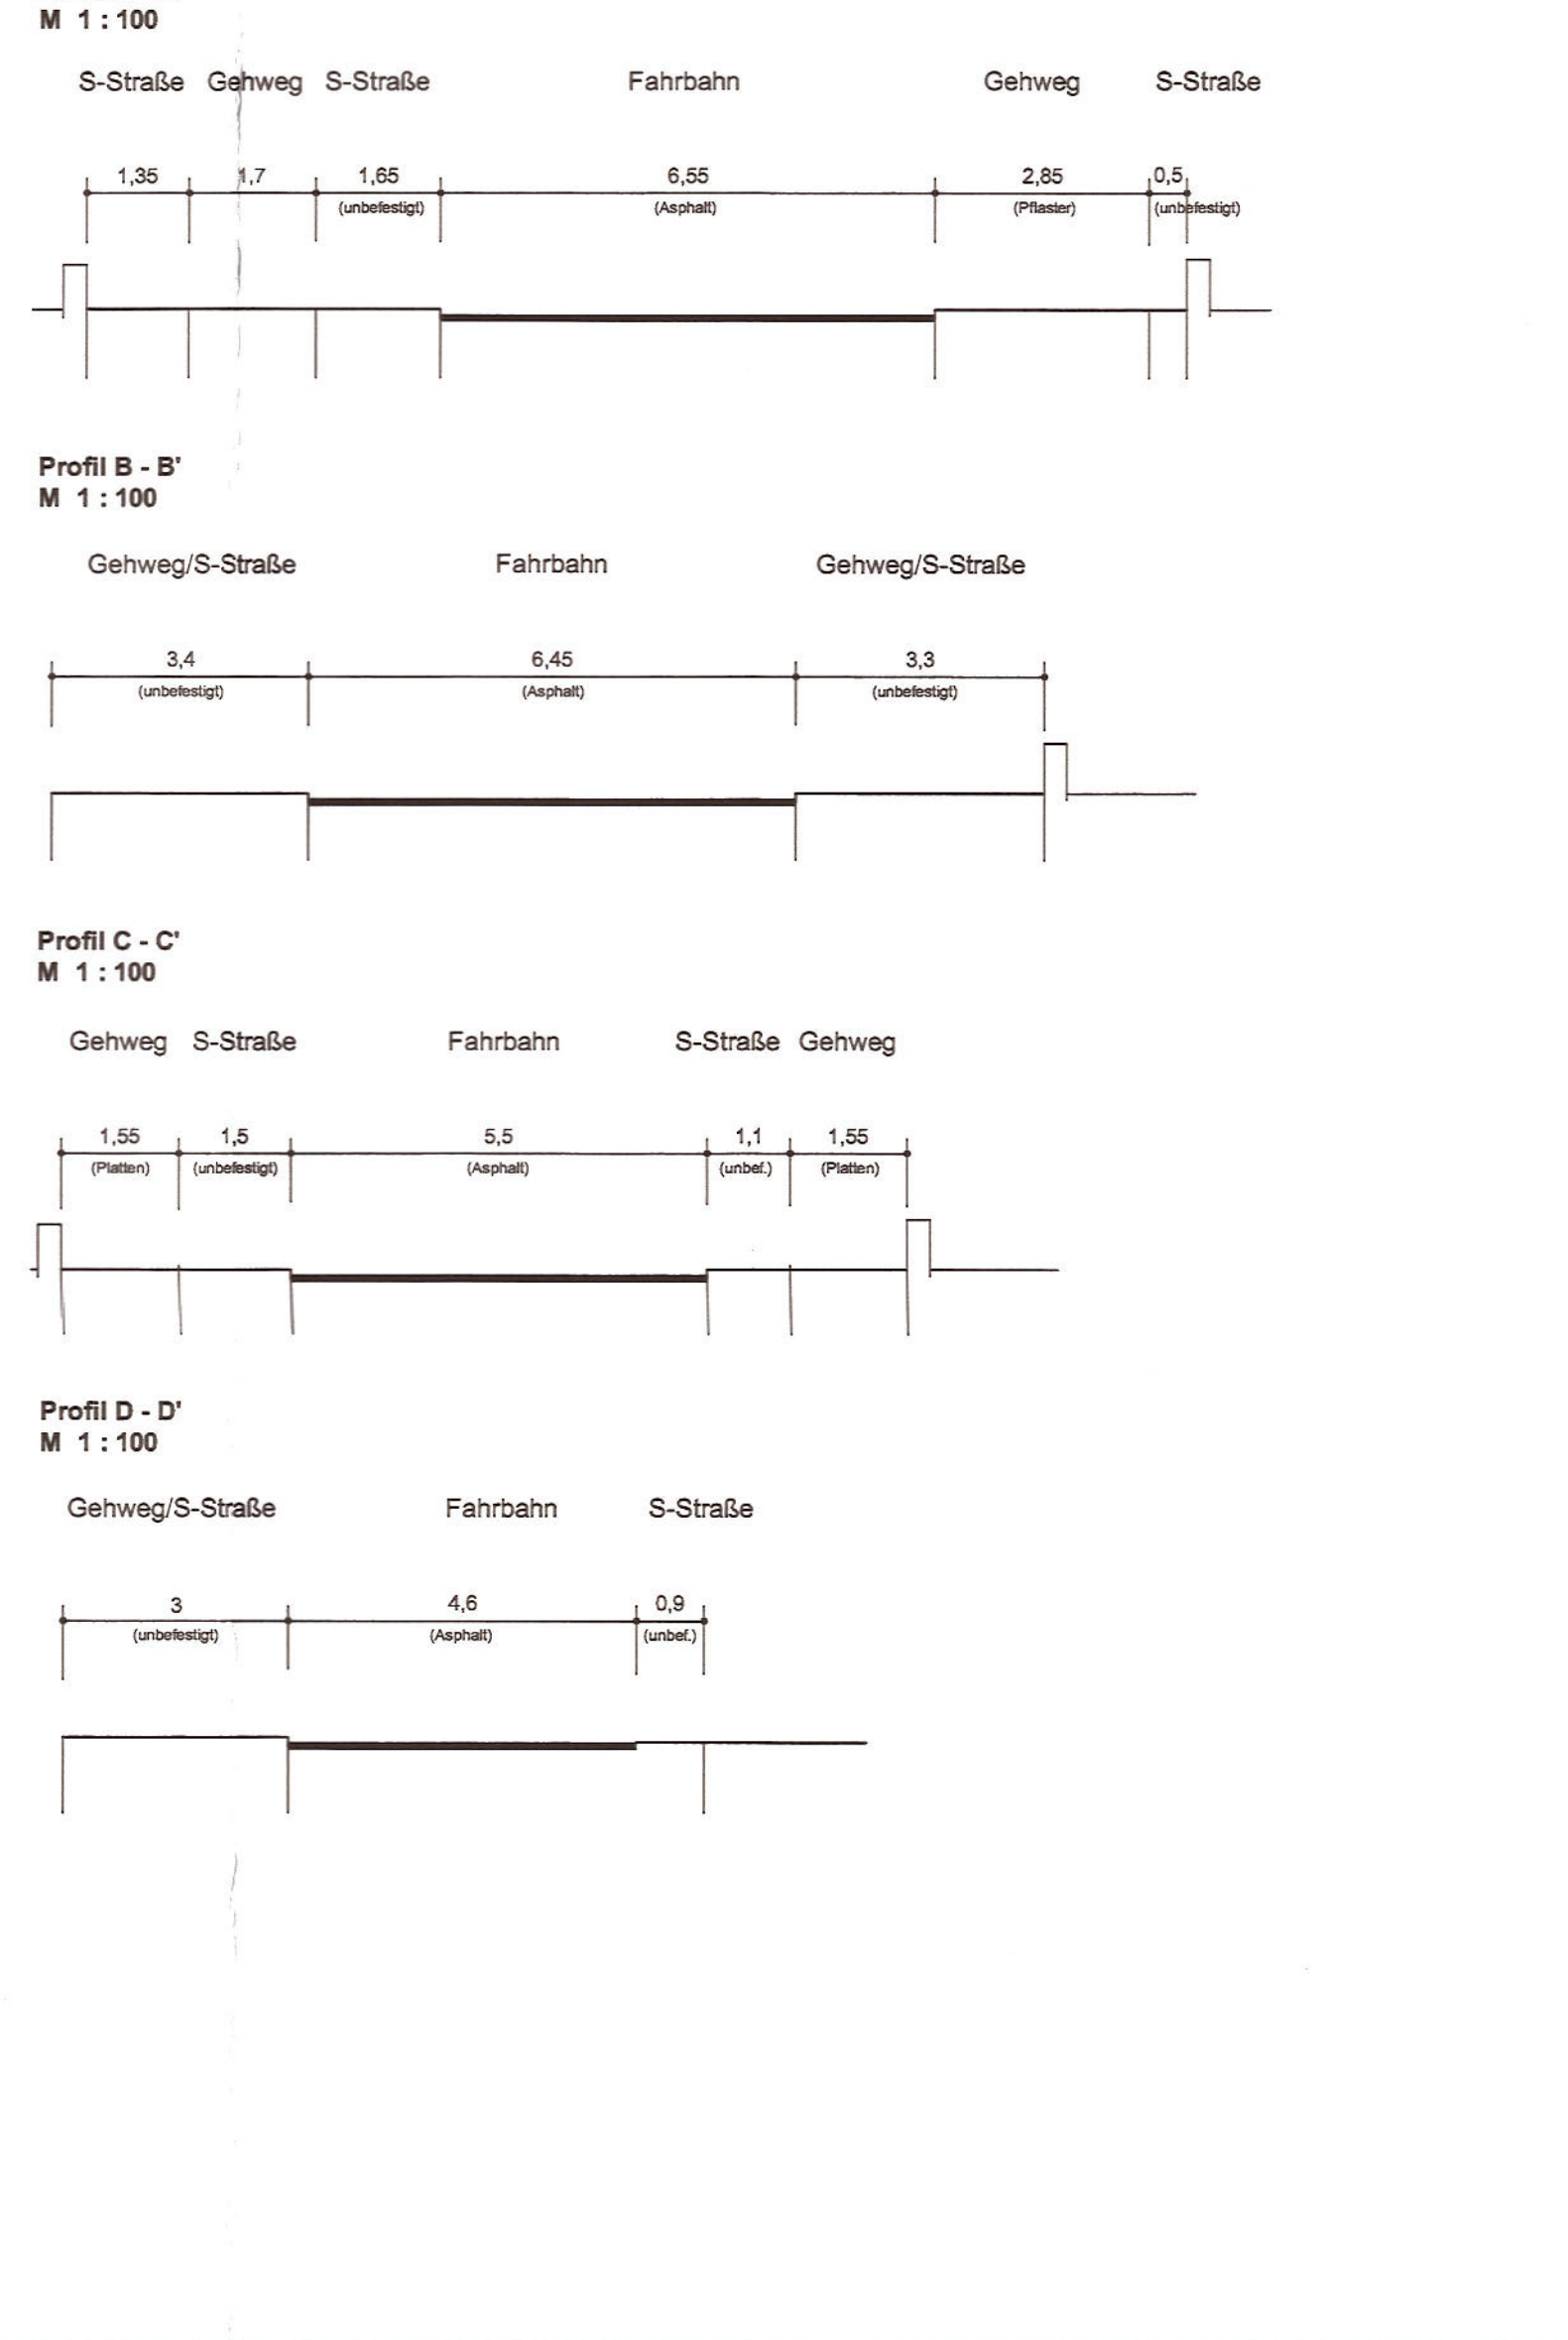 M 1 : 100
S-Straße Gehweg S-Straße Fahrbahn Gehweg S-Straße
1,35 1,7 1,65 6,55 2,85 0,5
(unbefestigt) (Asphalt) (Pflaster) (unbefestigt)
Profil B - B'
M 1 : 100
Gehweg/S-Straße Fahrbahn Gehweg/S-Straße
3,4 6,45 3,3
(unbefestigt) (Asphalt) (unbefestigt)
Profil C - C'
M 1 : 100
Gehweg S-Straße Fahrbahn S-Straße Gehweg
1,55 1,5 5,5 1,1 1,55
(Platten) (unbefestigt) (Asphalt) (unbef.) (Platten)
Profil D - D'
M 1 : 100
Gehweg/S-Straße Fahrbahn S-Straße
3 4,6 0,9
(unbefestigt) (Asphalt) (unbef.)